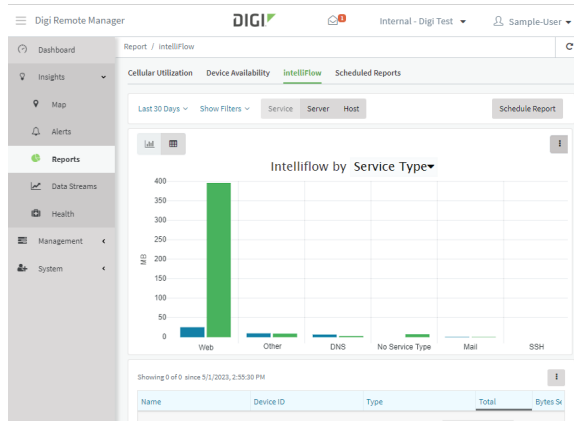 Digi Remote Manager
DIGI
1
Internal - Digi Test
Sample-User
Dashboard
Insights
Map
Alerts
Reports
Data Streams
Health
Management
System
Report / intelliFlow
Cellular Utilization Device Availability intelliFlow Scheduled Reports
Last 30 Days Show Filters Service Server Host Schedule Report
Intelliflow by Service Type
MB
400
350
300
250
200
150
100
50
0
Web Other DNS No Service Type Mail SSH
Showing 0 of 0 since 5/1/2023, 2:55:30 PM
Name Device ID Type Total Bytes Se